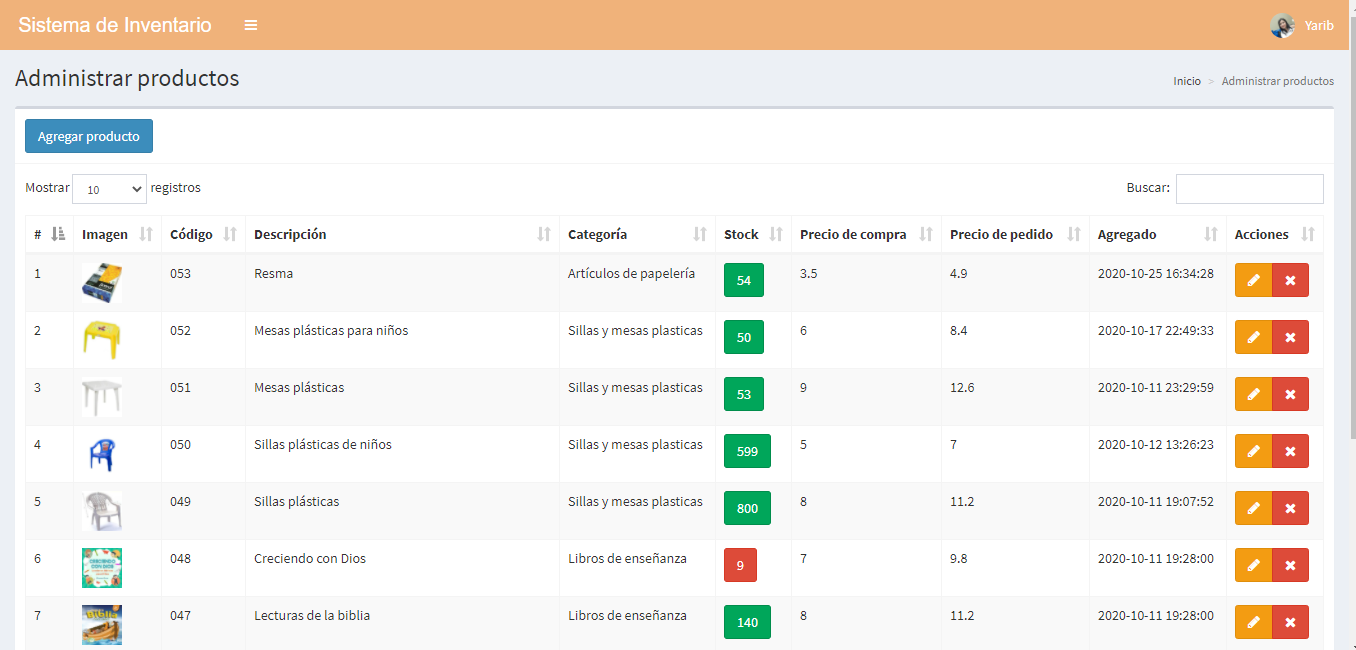 Sistema de Inventario
Yarib
Administrar productos
Inicio > Administrar productos
Agregar producto
Mostrar 10 registros
Buscar:
# Imagen Código Descripción Categoría Stock Precio de compra Precio de pedido Agregado Acciones
1 053 Resma Artículos de papelería 54 3.5 4.9 2020-10-25 16:34:28
2 052 Mesas plásticas para niños Sillas y mesas plasticas 50 6 8.4 2020-10-17 22:49:33
3 051 Mesas plásticas Sillas y mesas plasticas 53 9 12.6 2020-10-11 23:29:59
4 050 Sillas plásticas de niños Sillas y mesas plasticas 599 5 7 2020-10-12 13:26:23
5 049 Sillas plásticas Sillas y mesas plasticas 800 8 11.2 2020-10-11 19:07:52
6 CRECIENDO CON DIOS 048 Creciendo con Dios Libros de enseñanza 9 7 9.8 2020-10-11 19:28:00
7 Biblia 047 Lecturas de la biblia Libros de enseñanza 140 8 11.2 2020-10-11 19:28:00